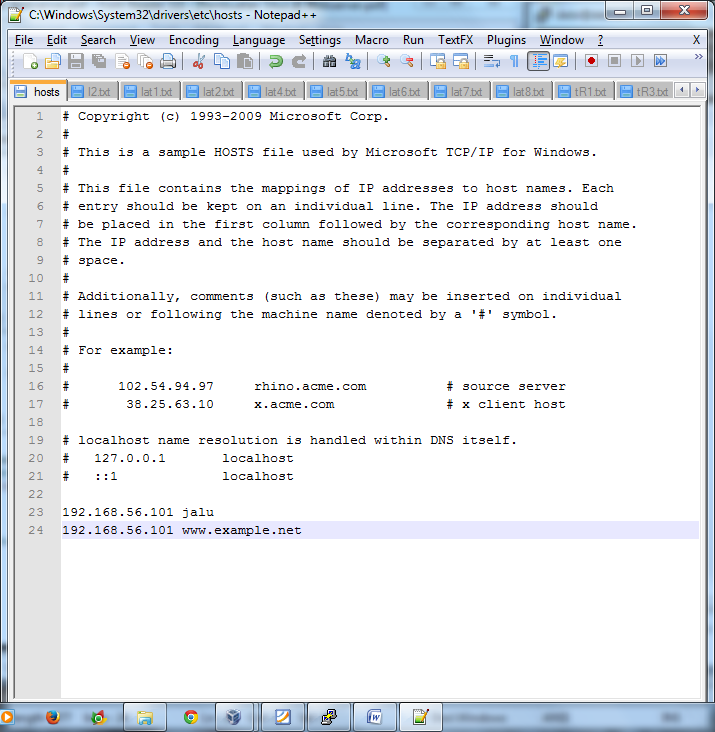 C:\Windows\System32\drivers\etc\hosts - Notepad++
File Edit Search View Encoding Language Settings Macro Run TextFX Plugins Window ? X
hosts l2.txt lat1.txt lat2.txt lat4.txt lat5.txt lat6.txt lat7.txt lat8.txt tR1.txt tR3.txt
1 # Copyright (c) 1993-2009 Microsoft Corp.
2 #
3 # This is a sample HOSTS file used by Microsoft TCP/IP for Windows.
4 #
5 # This file contains the mappings of IP addresses to host names. Each
6 # entry should be kept on an individual line. The IP address should
7 # be placed in the first column followed by the corresponding host name.
8 # The IP address and the host name should be separated by at least one
9 # space.
10 #
11 # Additionally, comments (such as these) may be inserted on individual
12 # lines or following the machine name denoted by a '#' symbol.
13 #
14 # For example:
15 #
16 # 102.54.94.97 rhino.acme.com # source server
17 # 38.25.63.10 x.acme.com # x client host
18
19 # localhost name resolution is handled within DNS itself.
20 # 127.0.0.1 localhost
21 # ::1 localhost
22
23 192.168.56.101 jalu
24 192.168.56.101 www.example.net